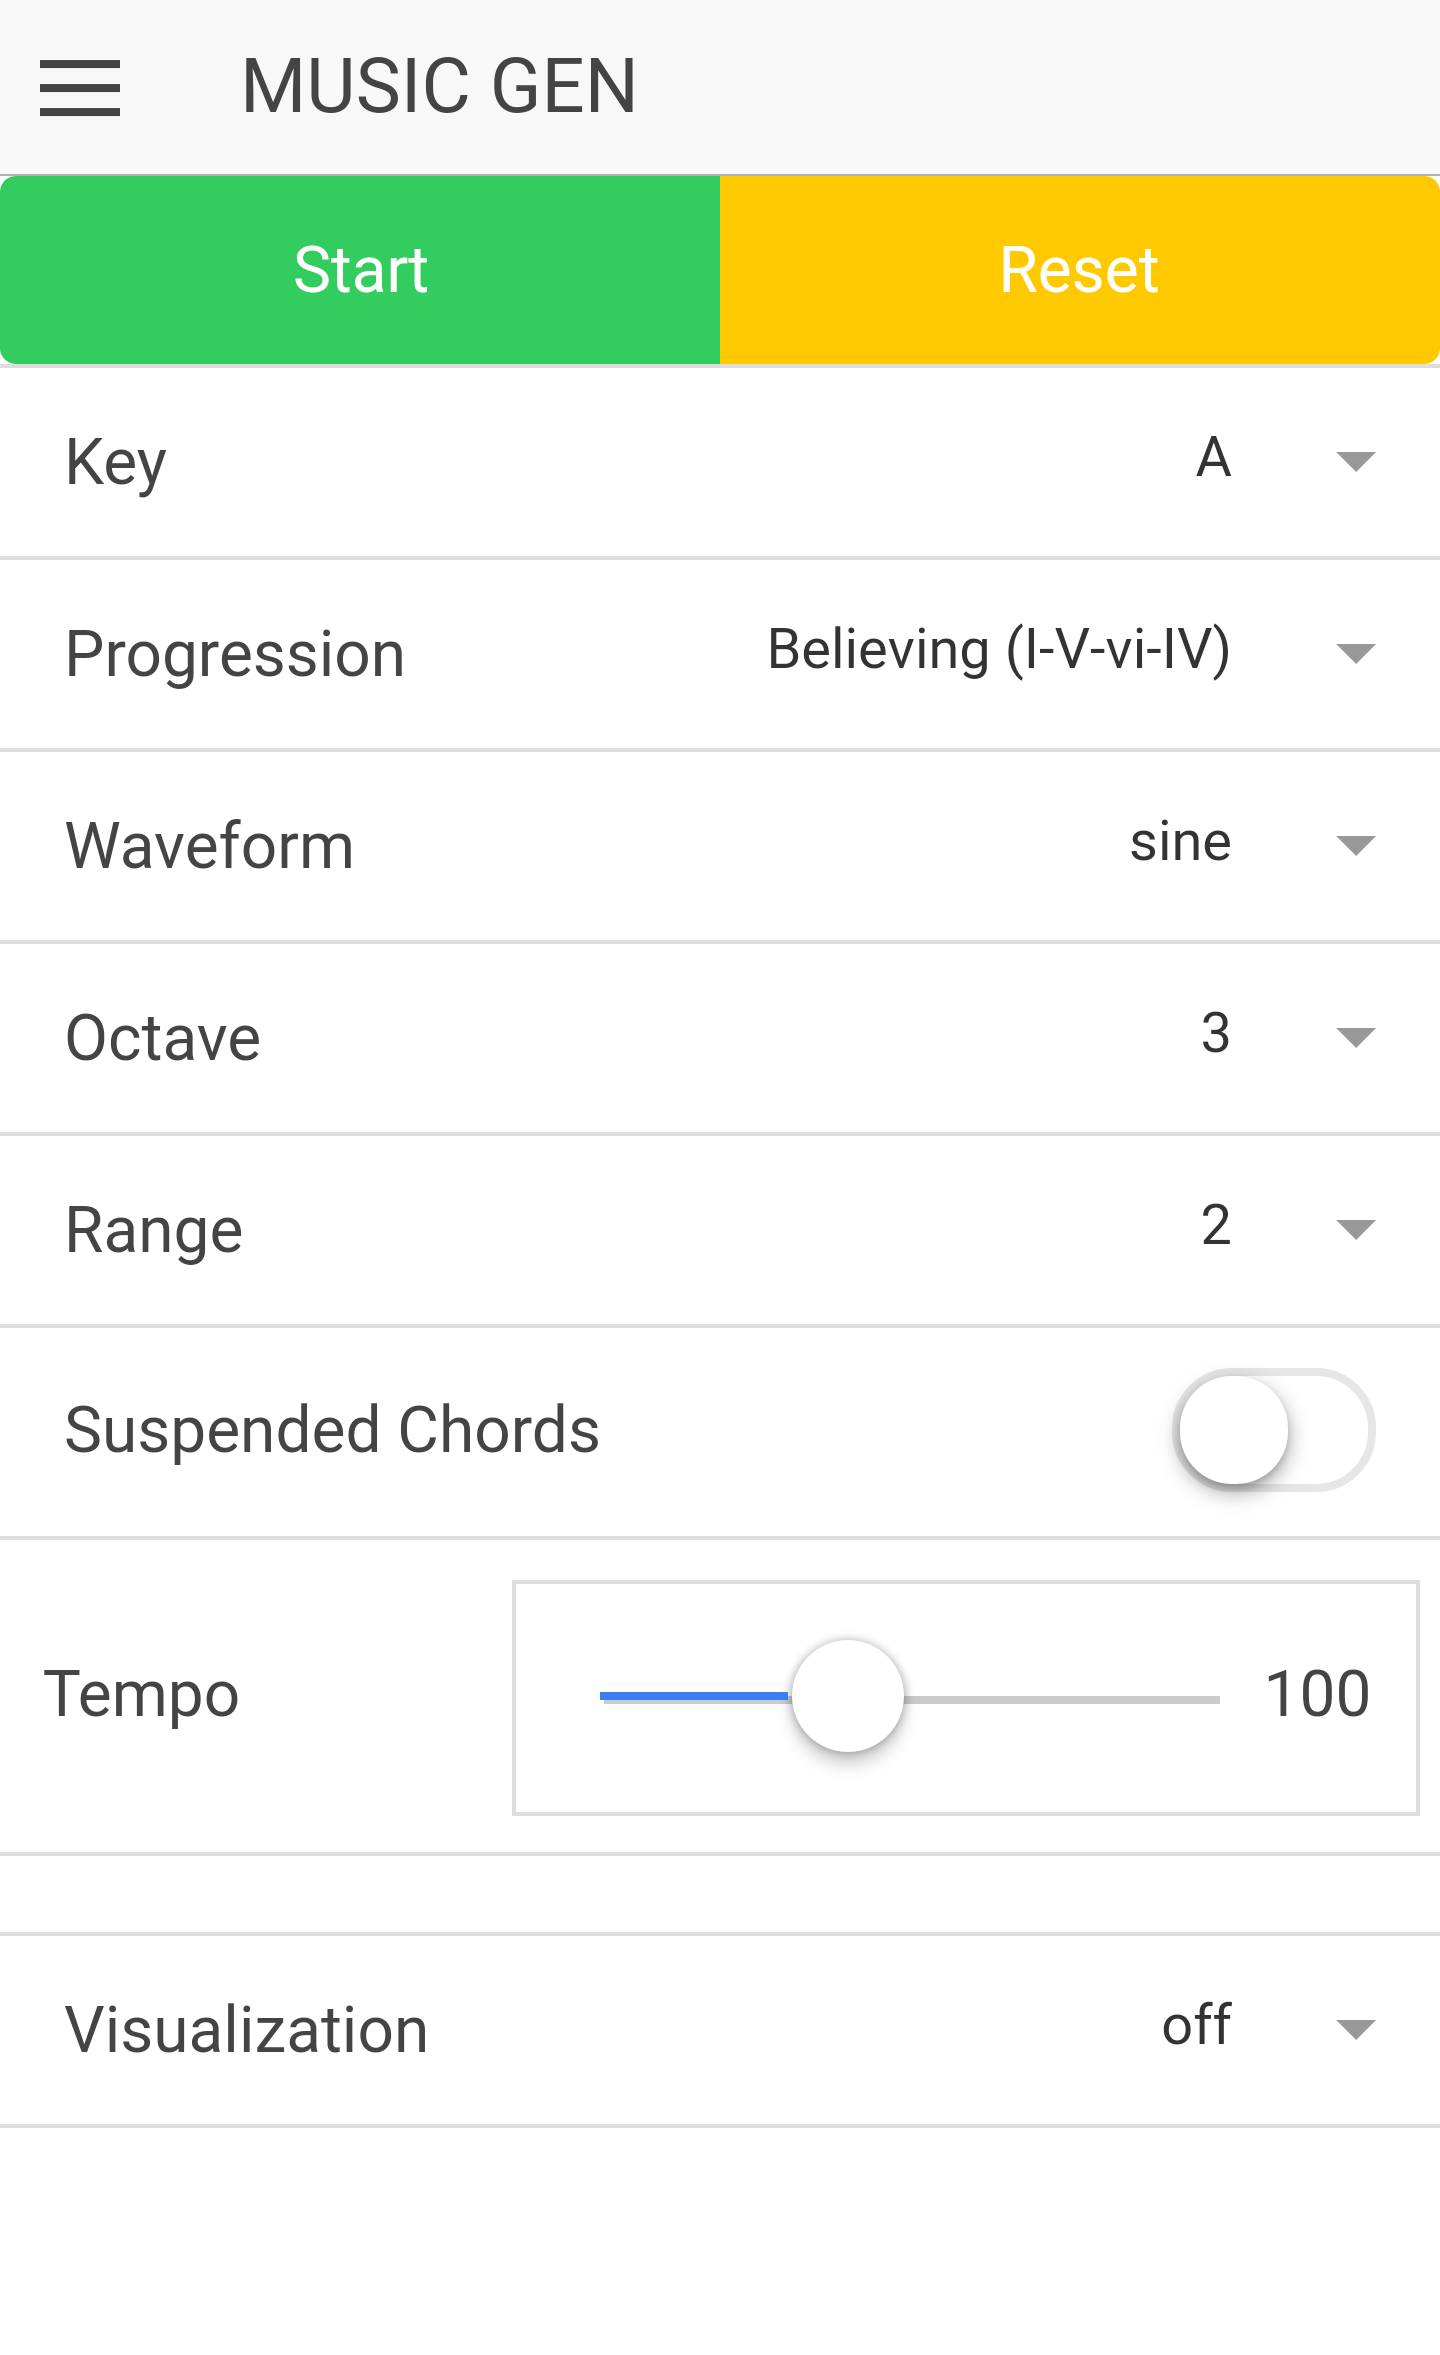 MUSIC GEN
Start Reset
Key A
Progression Believing (I-V-vi-IV)
Waveform sine
Octave 3
Range 2
Suspended Chords
Tempo 100
Visualization off